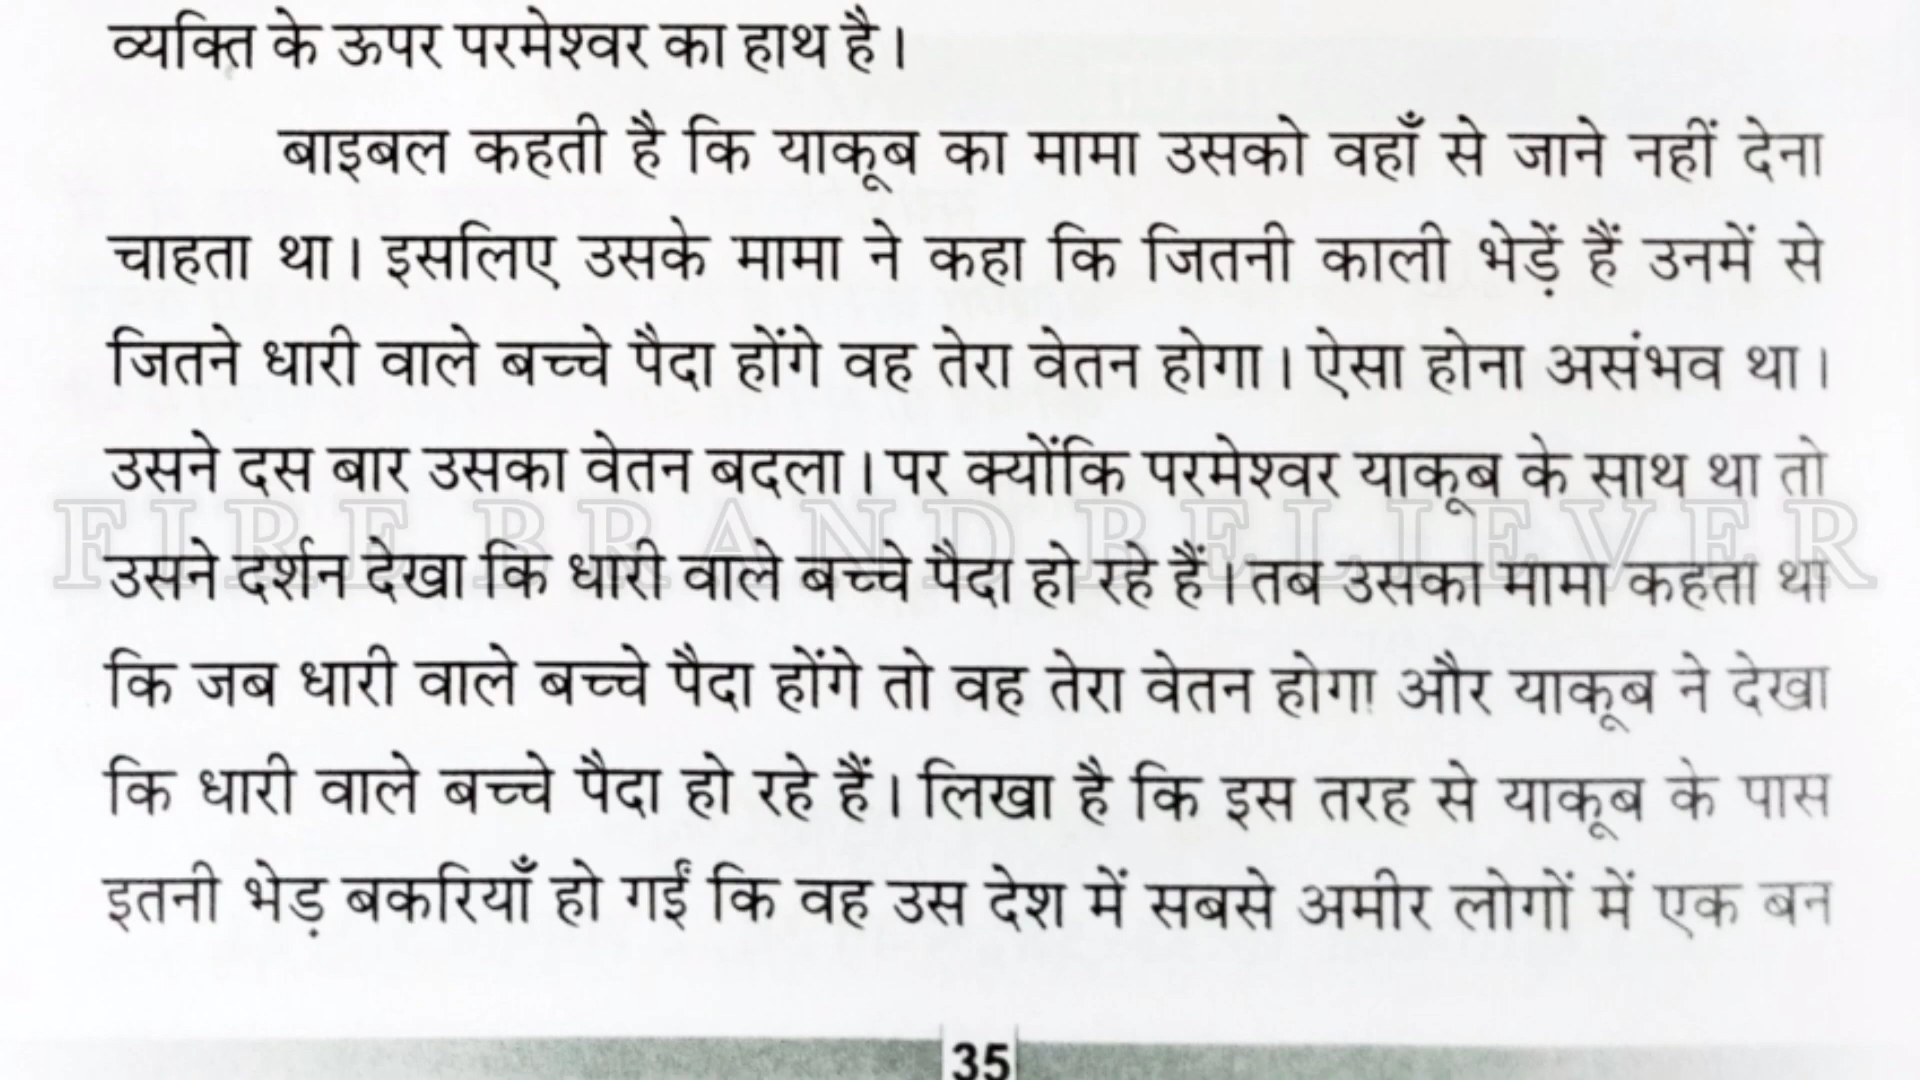 व्यक्ति के ऊपर परमेश्वर का हाथ है।
बाइबल कहती है कि याकूब का मामा उसको वहाँ से जाने नहीं देना
चाहता था। इसलिए उसके मामा ने कहा कि जितनी काली भेड़ें हैं उनमें से
जितने धारी वाले बच्चे पैदा होंगे वह तेरा वेतन होगा। ऐसा होना असंभव था।
उसने दस बार उसका वेतन बदला। पर क्योंकि परमेश्वर याकूब के साथ था तो
FIRE BRAND BELIEVER
उसने दर्शन देखा कि धारी वाले बच्चे पैदा हो रहे हैं। तब उसका मामा कहता था
कि जब धारी वाले बच्चे पैदा होंगे तो वह तेरा वेतन होगा और याकूब ने देखा
कि धारी वाले बच्चे पैदा हो रहे हैं। लिखा है कि इस तरह से याकूब के पास
इतनी भेड़ बकरियाँ हो गईं कि वह उस देश में सबसे अमीर लोगों में एक बन
35